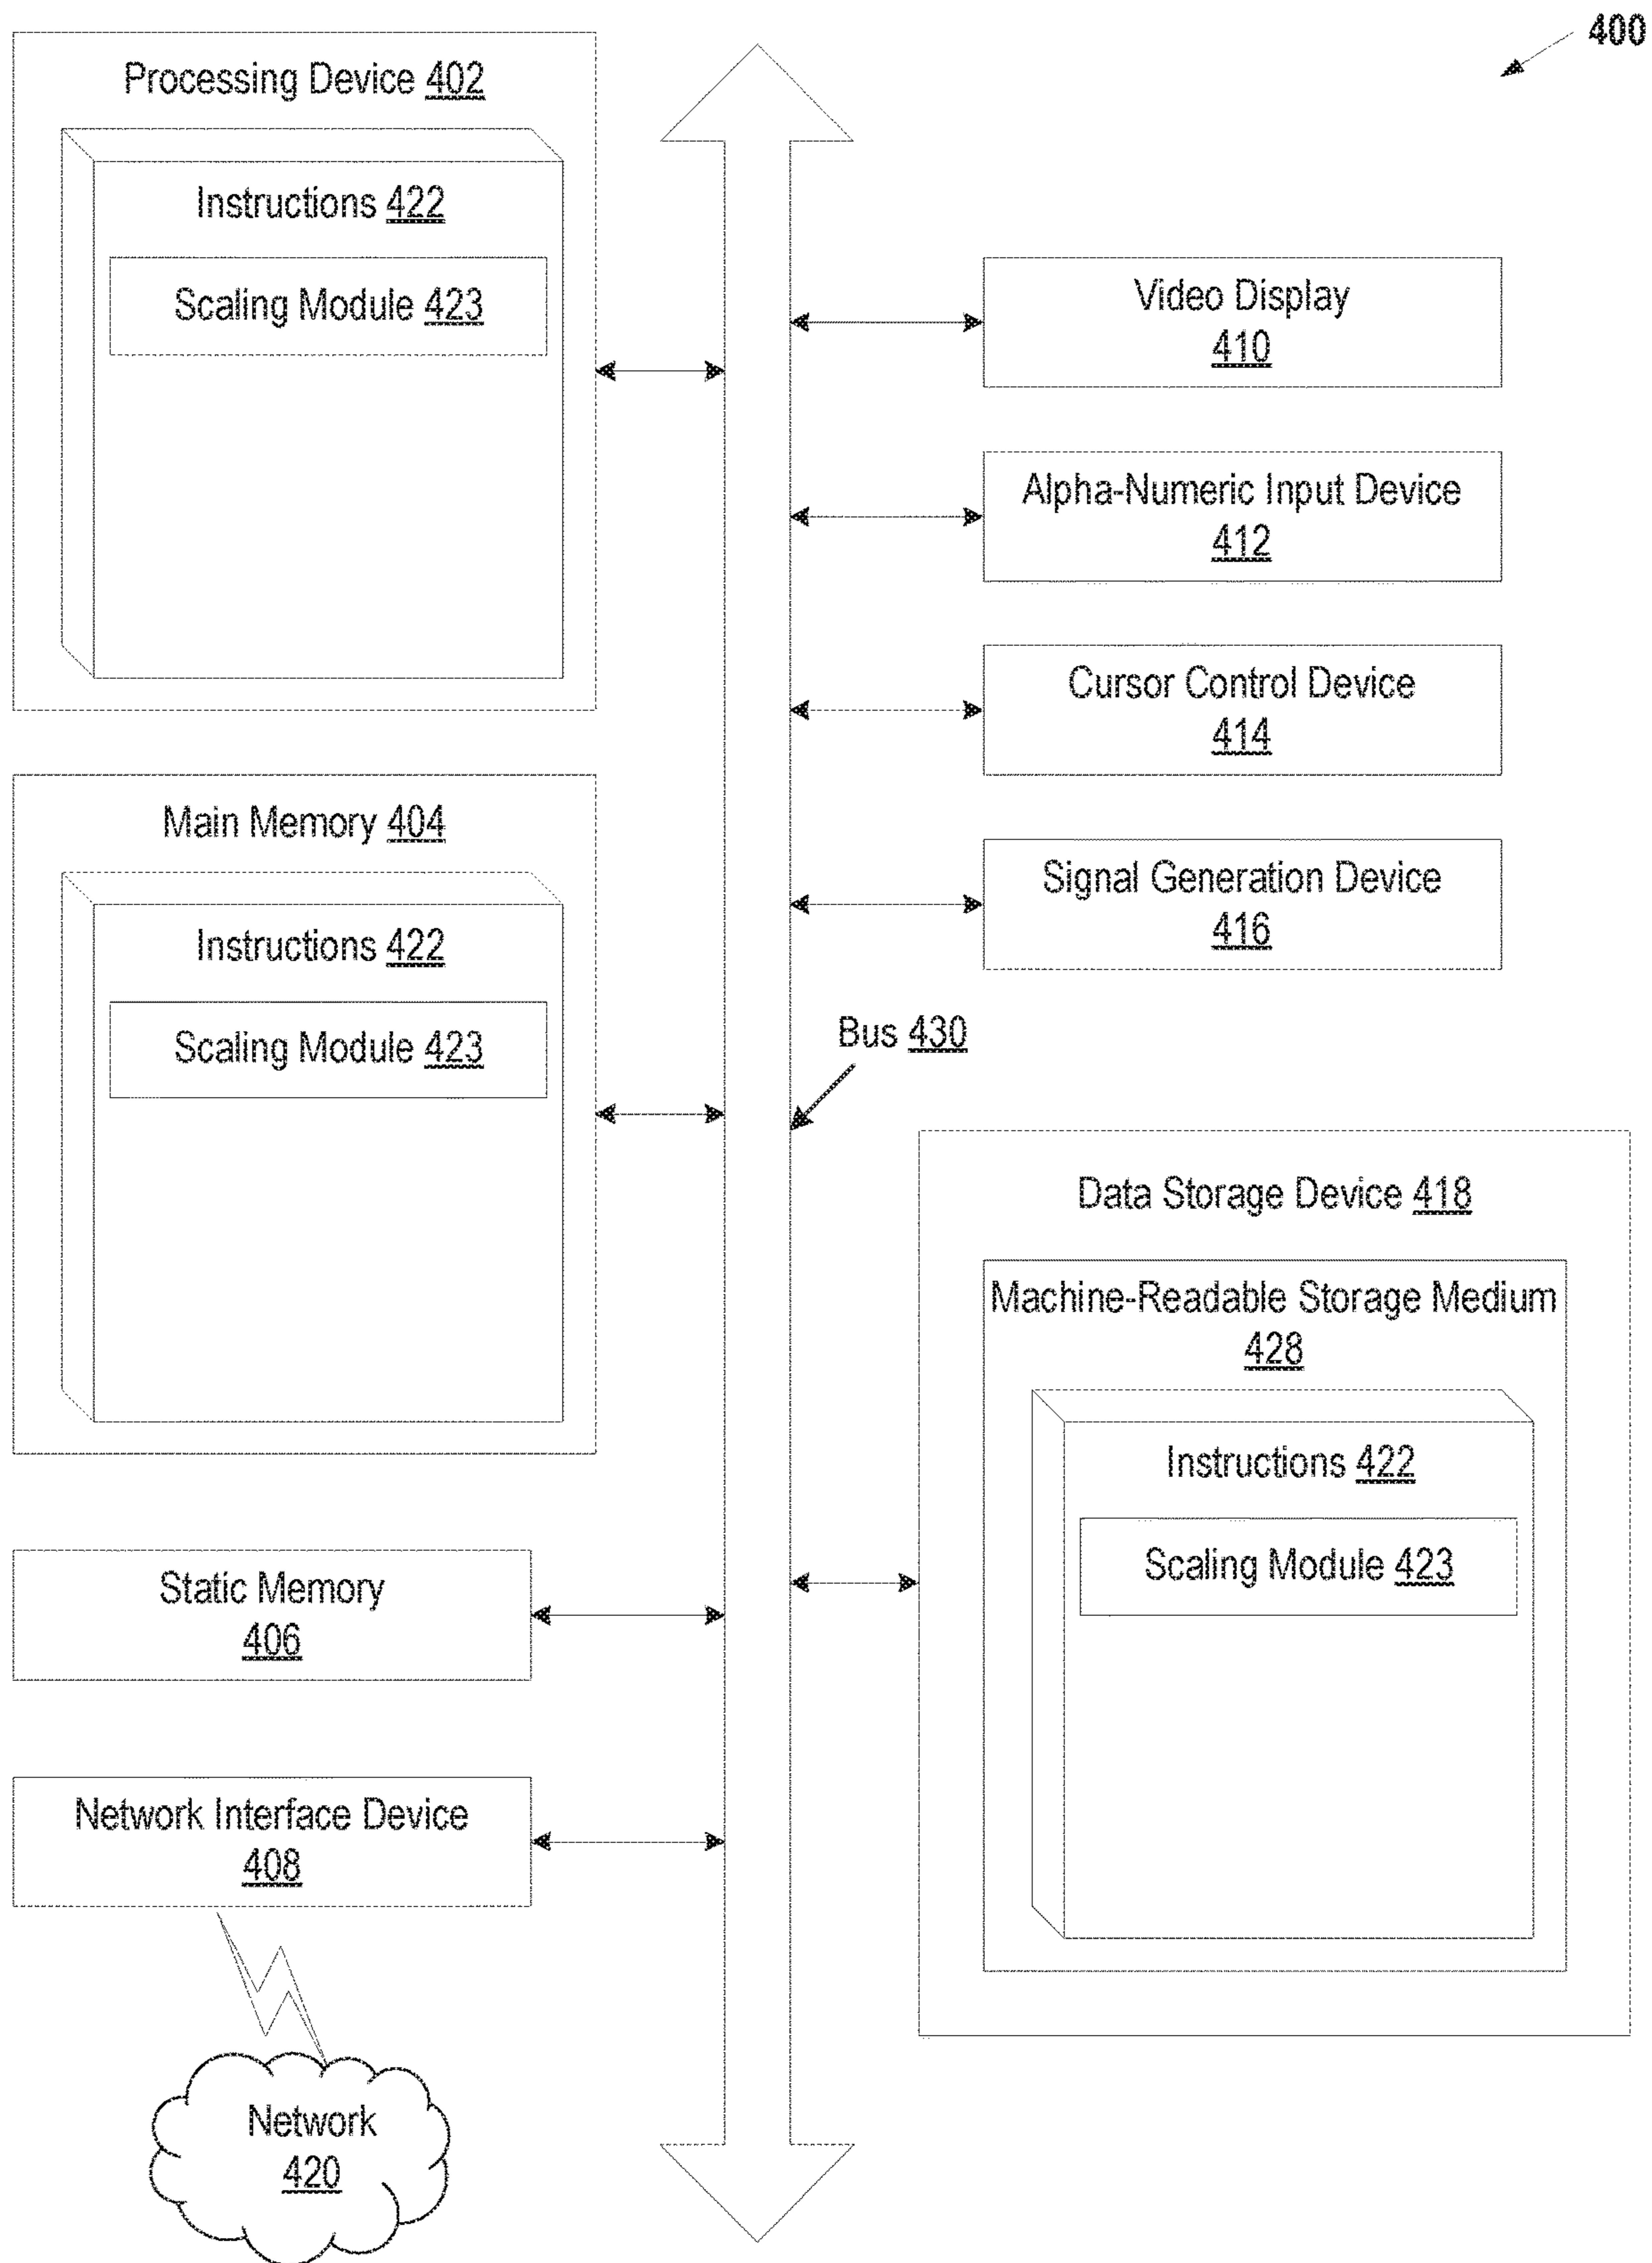 400
Processing Device 402
Instructions 422
Scaling Module 423
Main Memory 404
Instructions 422
Scaling Module 423
Static Memory
406
Network Interface Device
408
Network
420
Video Display
410
Alpha-Numeric Input Device
412
Cursor Control Device
414
Signal Generation Device
416
Bus 430
Data Storage Device 418
Machine-Readable Storage Medium
428
Instructions 422
Scaling Module 423